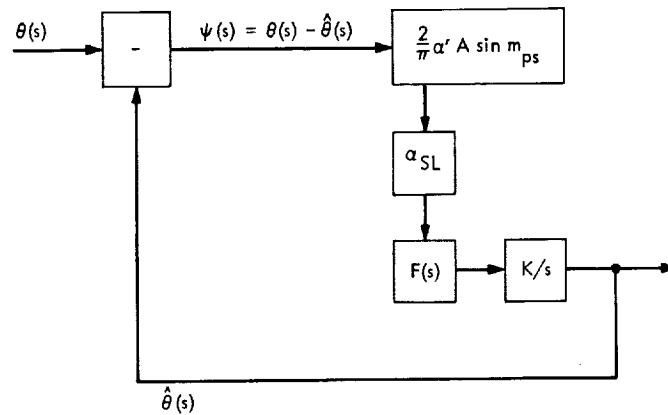 θ(s)
-
ψ(s) = θ(s) - θ̂(s)
2/π α' A sin m_ps
α_SL
F(s)
K/s
θ̂(s)